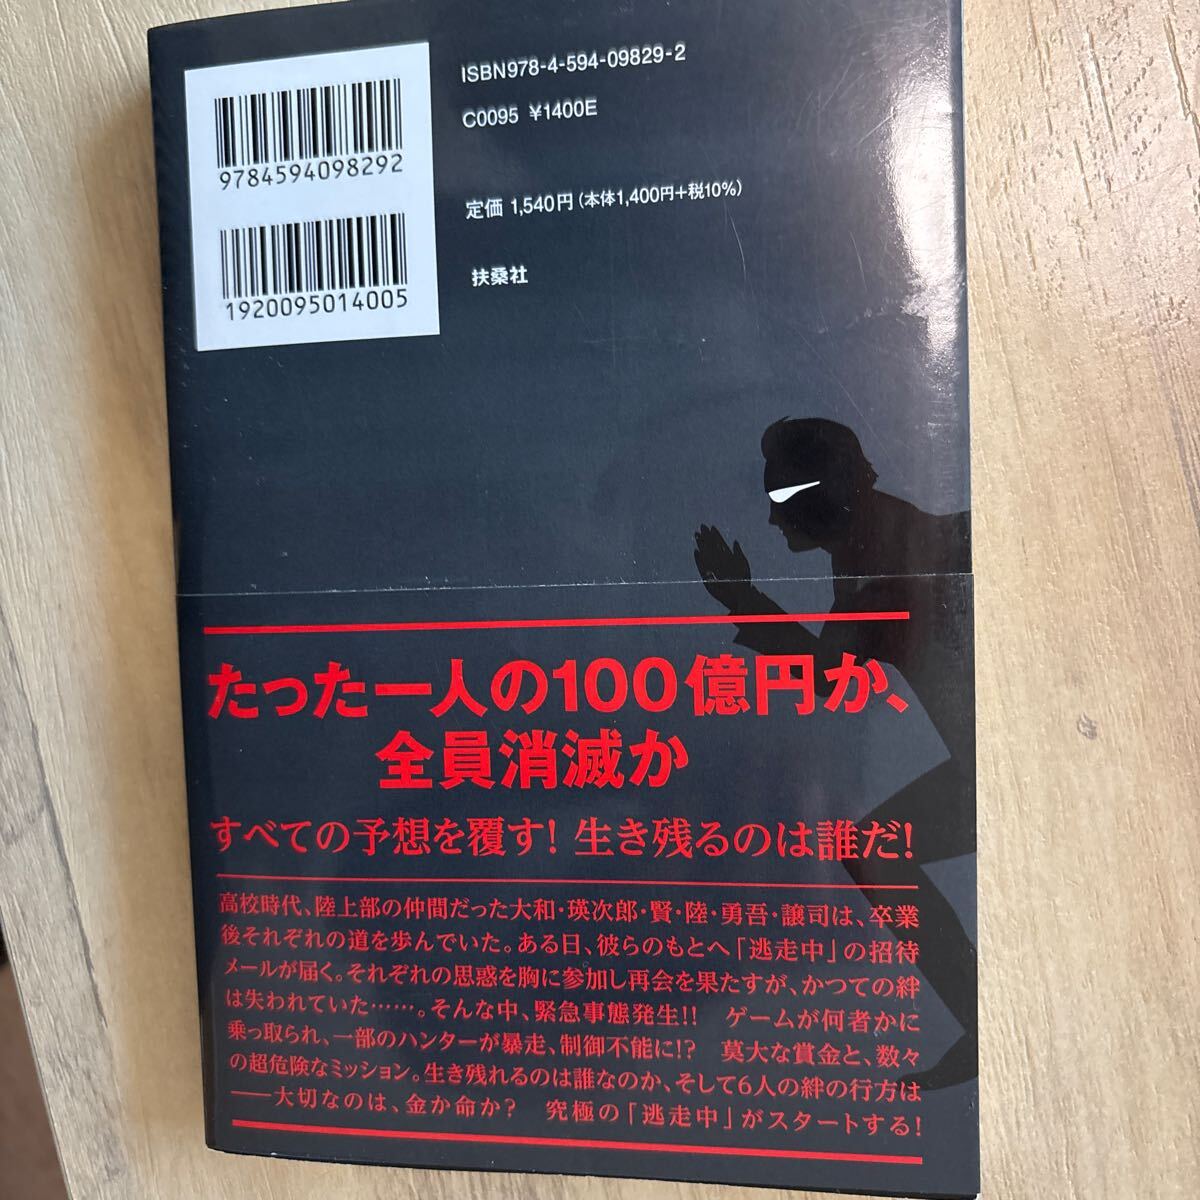 9784594098292
1920095014005
ISBN978-4-594-09829-2
C0095 ¥1400E
定価 1,540円(本体1,400円+税10%)
扶桑社
たった一人の100億円か、
全員消滅か
すべての予想を覆す! 生き残るのは誰だ!
高校時代、陸上部の仲間だった大和・瑛次郎・賢・陸・勇吾・譲司は、卒業
後それぞれの道を歩んでいた。ある日、彼らのもとへ「逃走中」の招待
メールが届く。それぞれの思惑を胸に参加し再会を果たすが、かつての絆
は失われていた……。そんな中、緊急事態発生!! ゲームが何者かに
乗っ取られ、一部のハンターが暴走、制御不能に!? 莫大な賞金と、数々
の超危険なミッション。生き残れるのは誰なのか、そして6人の絆の行方は
――大切なのは、金か命か? 究極の「逃走中」がスタートする!